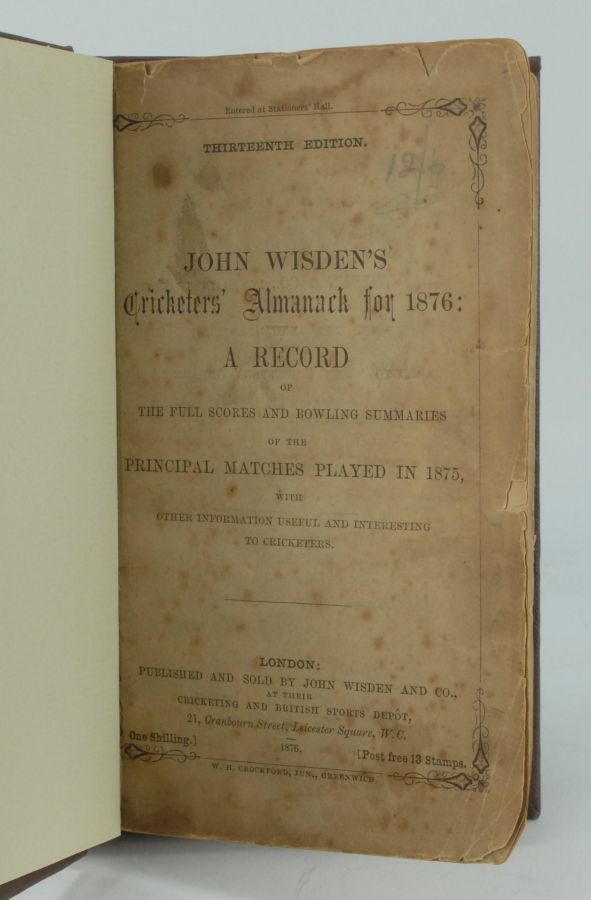 Entered at Stationers' Hall.
THIRTEENTH EDITION.
12/6
JOHN WISDEN'S
Cricketers' Almanack for 1876:
A RECORD
OF
THE FULL SCORES AND BOWLING SUMMARIES
OF THE
PRINCIPAL MATCHES PLAYED IN 1875,
WITH
OTHER INFORMATION USEFUL AND INTERESTING
TO CRICKETERS.
LONDON:
PUBLISHED AND SOLD BY JOHN WISDEN AND CO.,
AT THEIR
CRICKETING AND BRITISH SPORTS DEPÔT,
21, Cranbourn Street, Leicester Square, W.C.
1876.
One Shilling.] [Post free 13 Stamps.
W. H. CROCKFORD, JUN., GREENWICH.